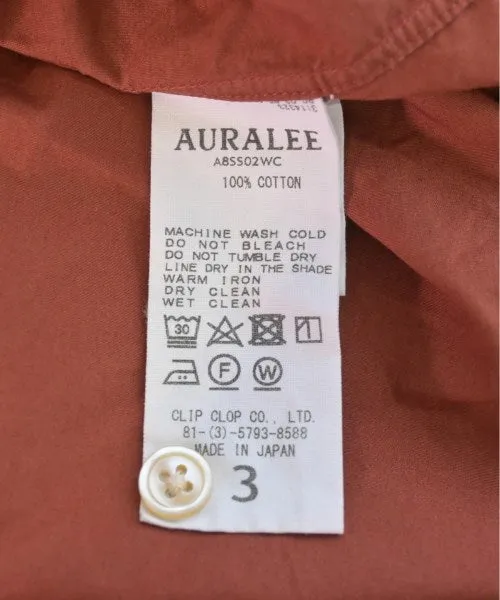 AURALEE
A8SS02WC
100% COTTON
MACHINE WASH COLD
DO NOT BLEACH
DO NOT TUMBLE DRY
LINE DRY IN THE SHADE
WARM IRON
DRY CLEAN
WET CLEAN
30
F W
CLIP CLOP CO., LTD.
81-(3)-5793-8588
MADE IN JAPAN
3